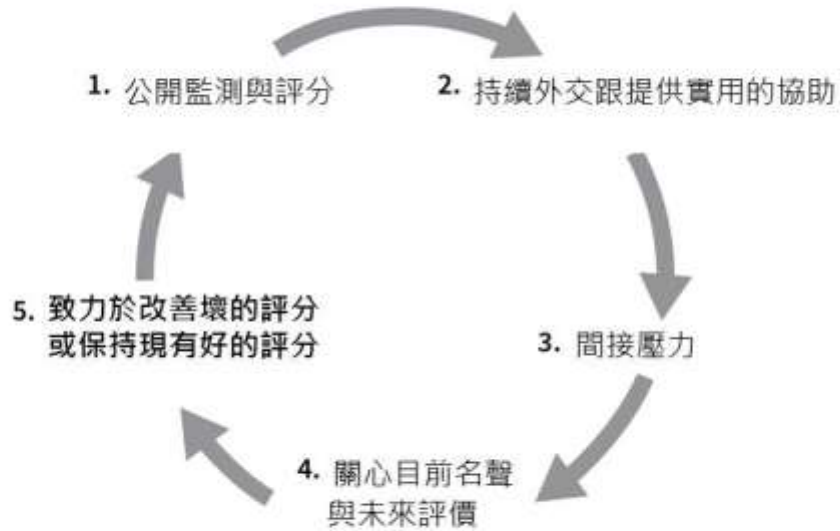 1. 公開監測與評分
2. 持續外交跟提供實用的協助
3. 間接壓力
4. 關心目前名聲
與未來評價
5. 致力於改善壞的評分
或保持現有好的評分